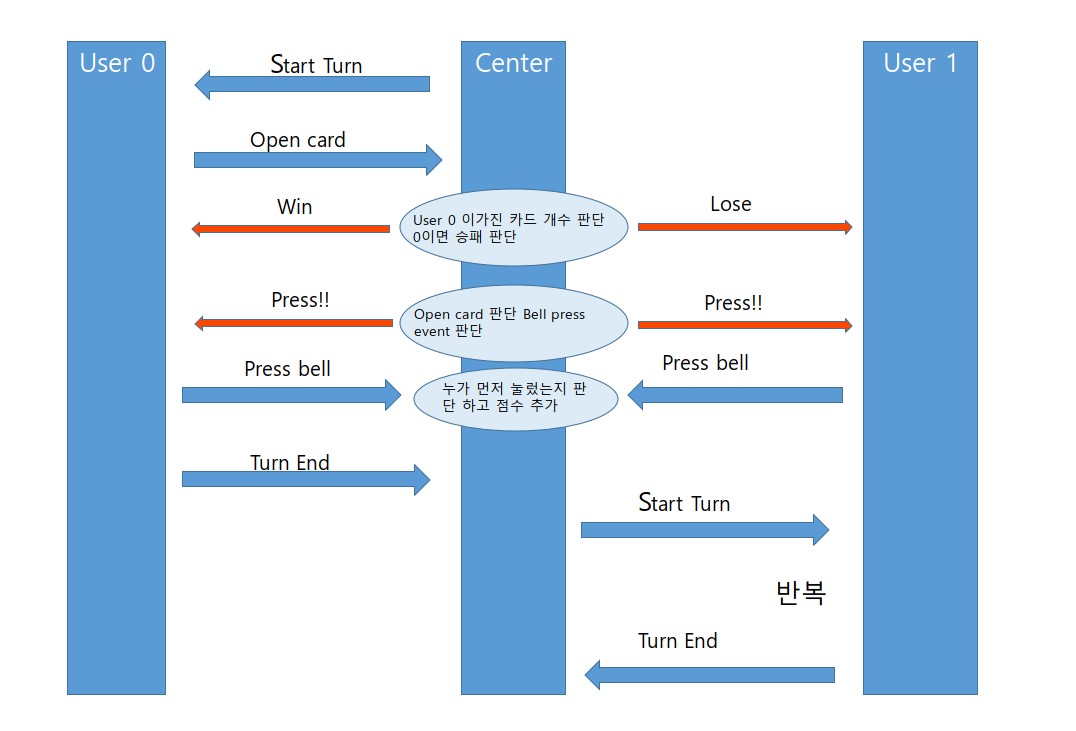 User 0
Center
User 1
Start Turn
Open card
Win
User 0 이가진 카드 개수 판단
0이면 승패 판단
Lose
Press!!
Open card 판단 Bell press
event 판단
Press!!
Press bell
누가 먼저 눌렀는지 판
단 하고 점수 추가
Press bell
Turn End
Start Turn
반복
Turn End